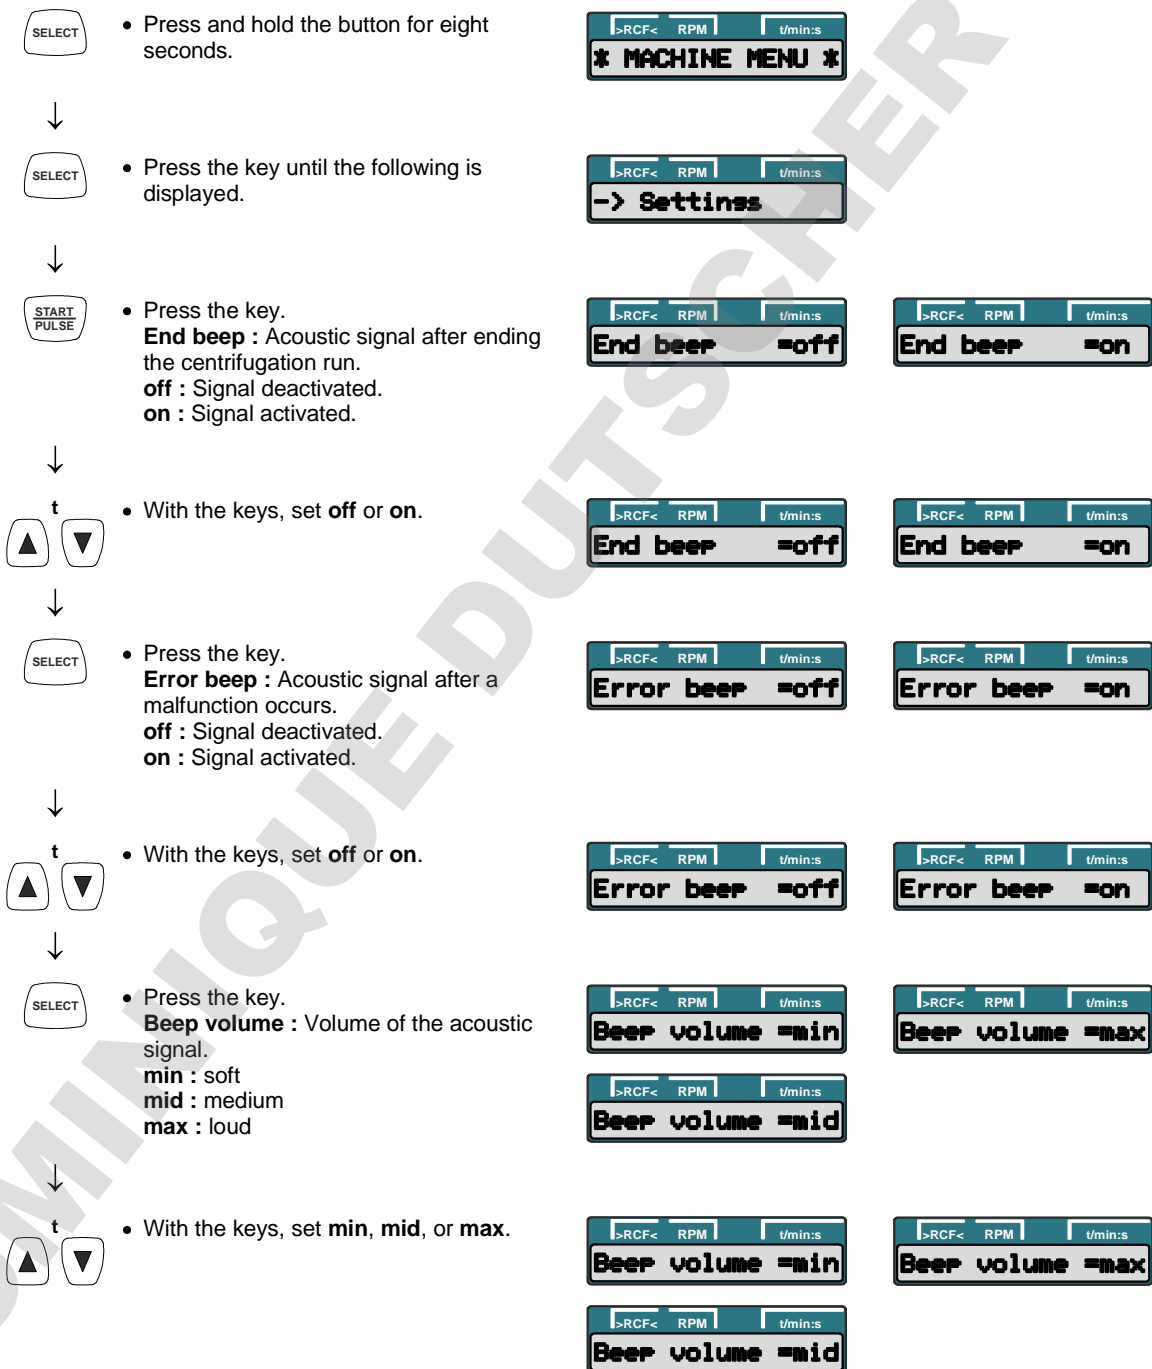 SELECT
• Press and hold the button for eight
seconds.
>RCF< RPM t/min:s
* MACHINE MENU *
↓
SELECT
• Press the key until the following is
displayed.
>RCF< RPM t/min:s
-> Settings
↓
START
PULSE
• Press the key.
End beep : Acoustic signal after ending
the centrifugation run.
off : Signal deactivated.
on : Signal activated.
>RCF< RPM t/min:s
End beep =off
>RCF< RPM t/min:s
End beep =on
↓
t
▲ ▼
• With the keys, set off or on.
>RCF< RPM t/min:s
End beep =off
>RCF< RPM t/min:s
End beep =on
↓
SELECT
• Press the key.
Error beep : Acoustic signal after a
malfunction occurs.
off : Signal deactivated.
on : Signal activated.
>RCF< RPM t/min:s
Error beep =off
>RCF< RPM t/min:s
Error beep =on
↓
t
▲ ▼
• With the keys, set off or on.
>RCF< RPM t/min:s
Error beep =off
>RCF< RPM t/min:s
Error beep =on
↓
SELECT
• Press the key.
Beep volume : Volume of the acoustic
signal.
min : soft
mid : medium
max : loud
>RCF< RPM t/min:s
Beep volume =min
>RCF< RPM t/min:s
Beep volume =max
>RCF< RPM t/min:s
Beep volume =mid
↓
t
▲ ▼
• With the keys, set min, mid, or max.
>RCF< RPM t/min:s
Beep volume =min
>RCF< RPM t/min:s
Beep volume =max
>RCF< RPM t/min:s
Beep volume =mid
OMINIQUE DUTSCHER